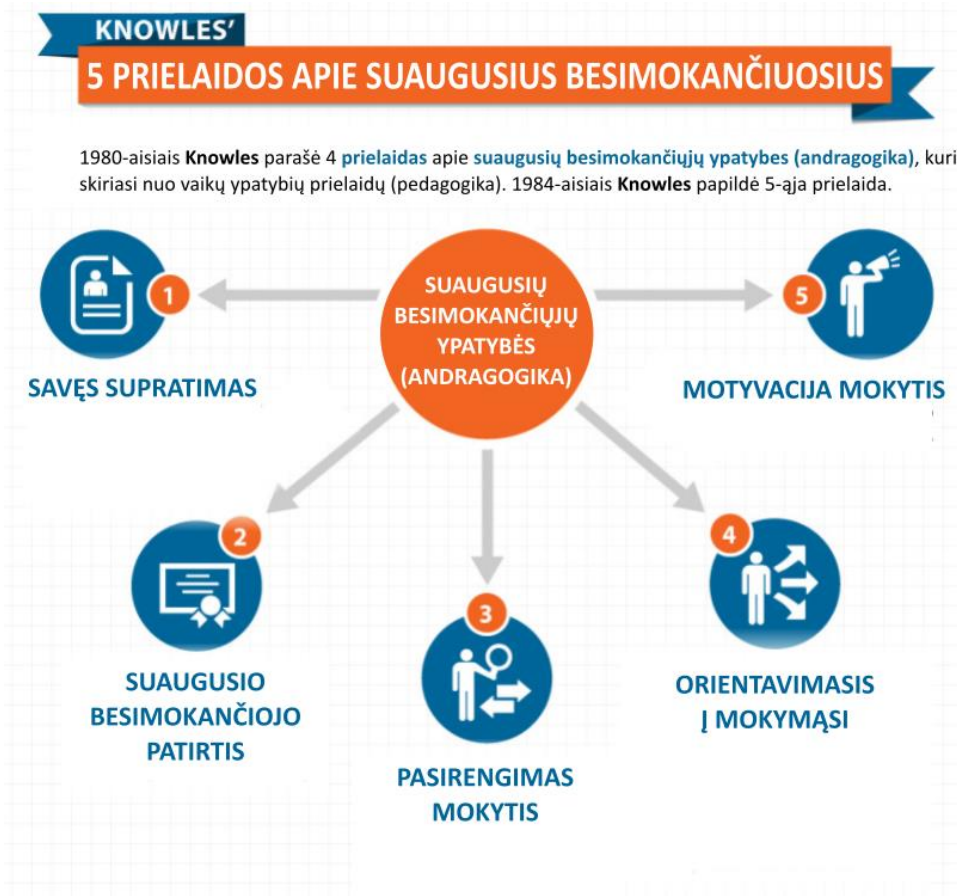 KNOWLES'
5 PRIELAIDOS APIE SUAUGUSIUS BESIMOKANČIUOSIUS
1980-aisiais Knowles parašė 4 prielaidas apie suaugusių besimokančiųjų ypatybes (andragogika), kuri
skiriasi nuo vaikų ypatybių prielaidų (pedagogika). 1984-aisiais Knowles papildė 5-ąja prielaida.
SUAUGUSIŲ
BESIMOKANČIŲJŲ
YPATYBĖS
(ANDRAGOGIKA)
1
SAVĘS SUPRATIMAS
5
MOTYVACIJA MOKYTIS
2
SUAUGUSIO
BESIMOKANČIOJO
PATIRTIS
3
PASIRENGIMAS
MOKYTIS
4
ORIENTAVIMASIS
Į MOKYMĄSI